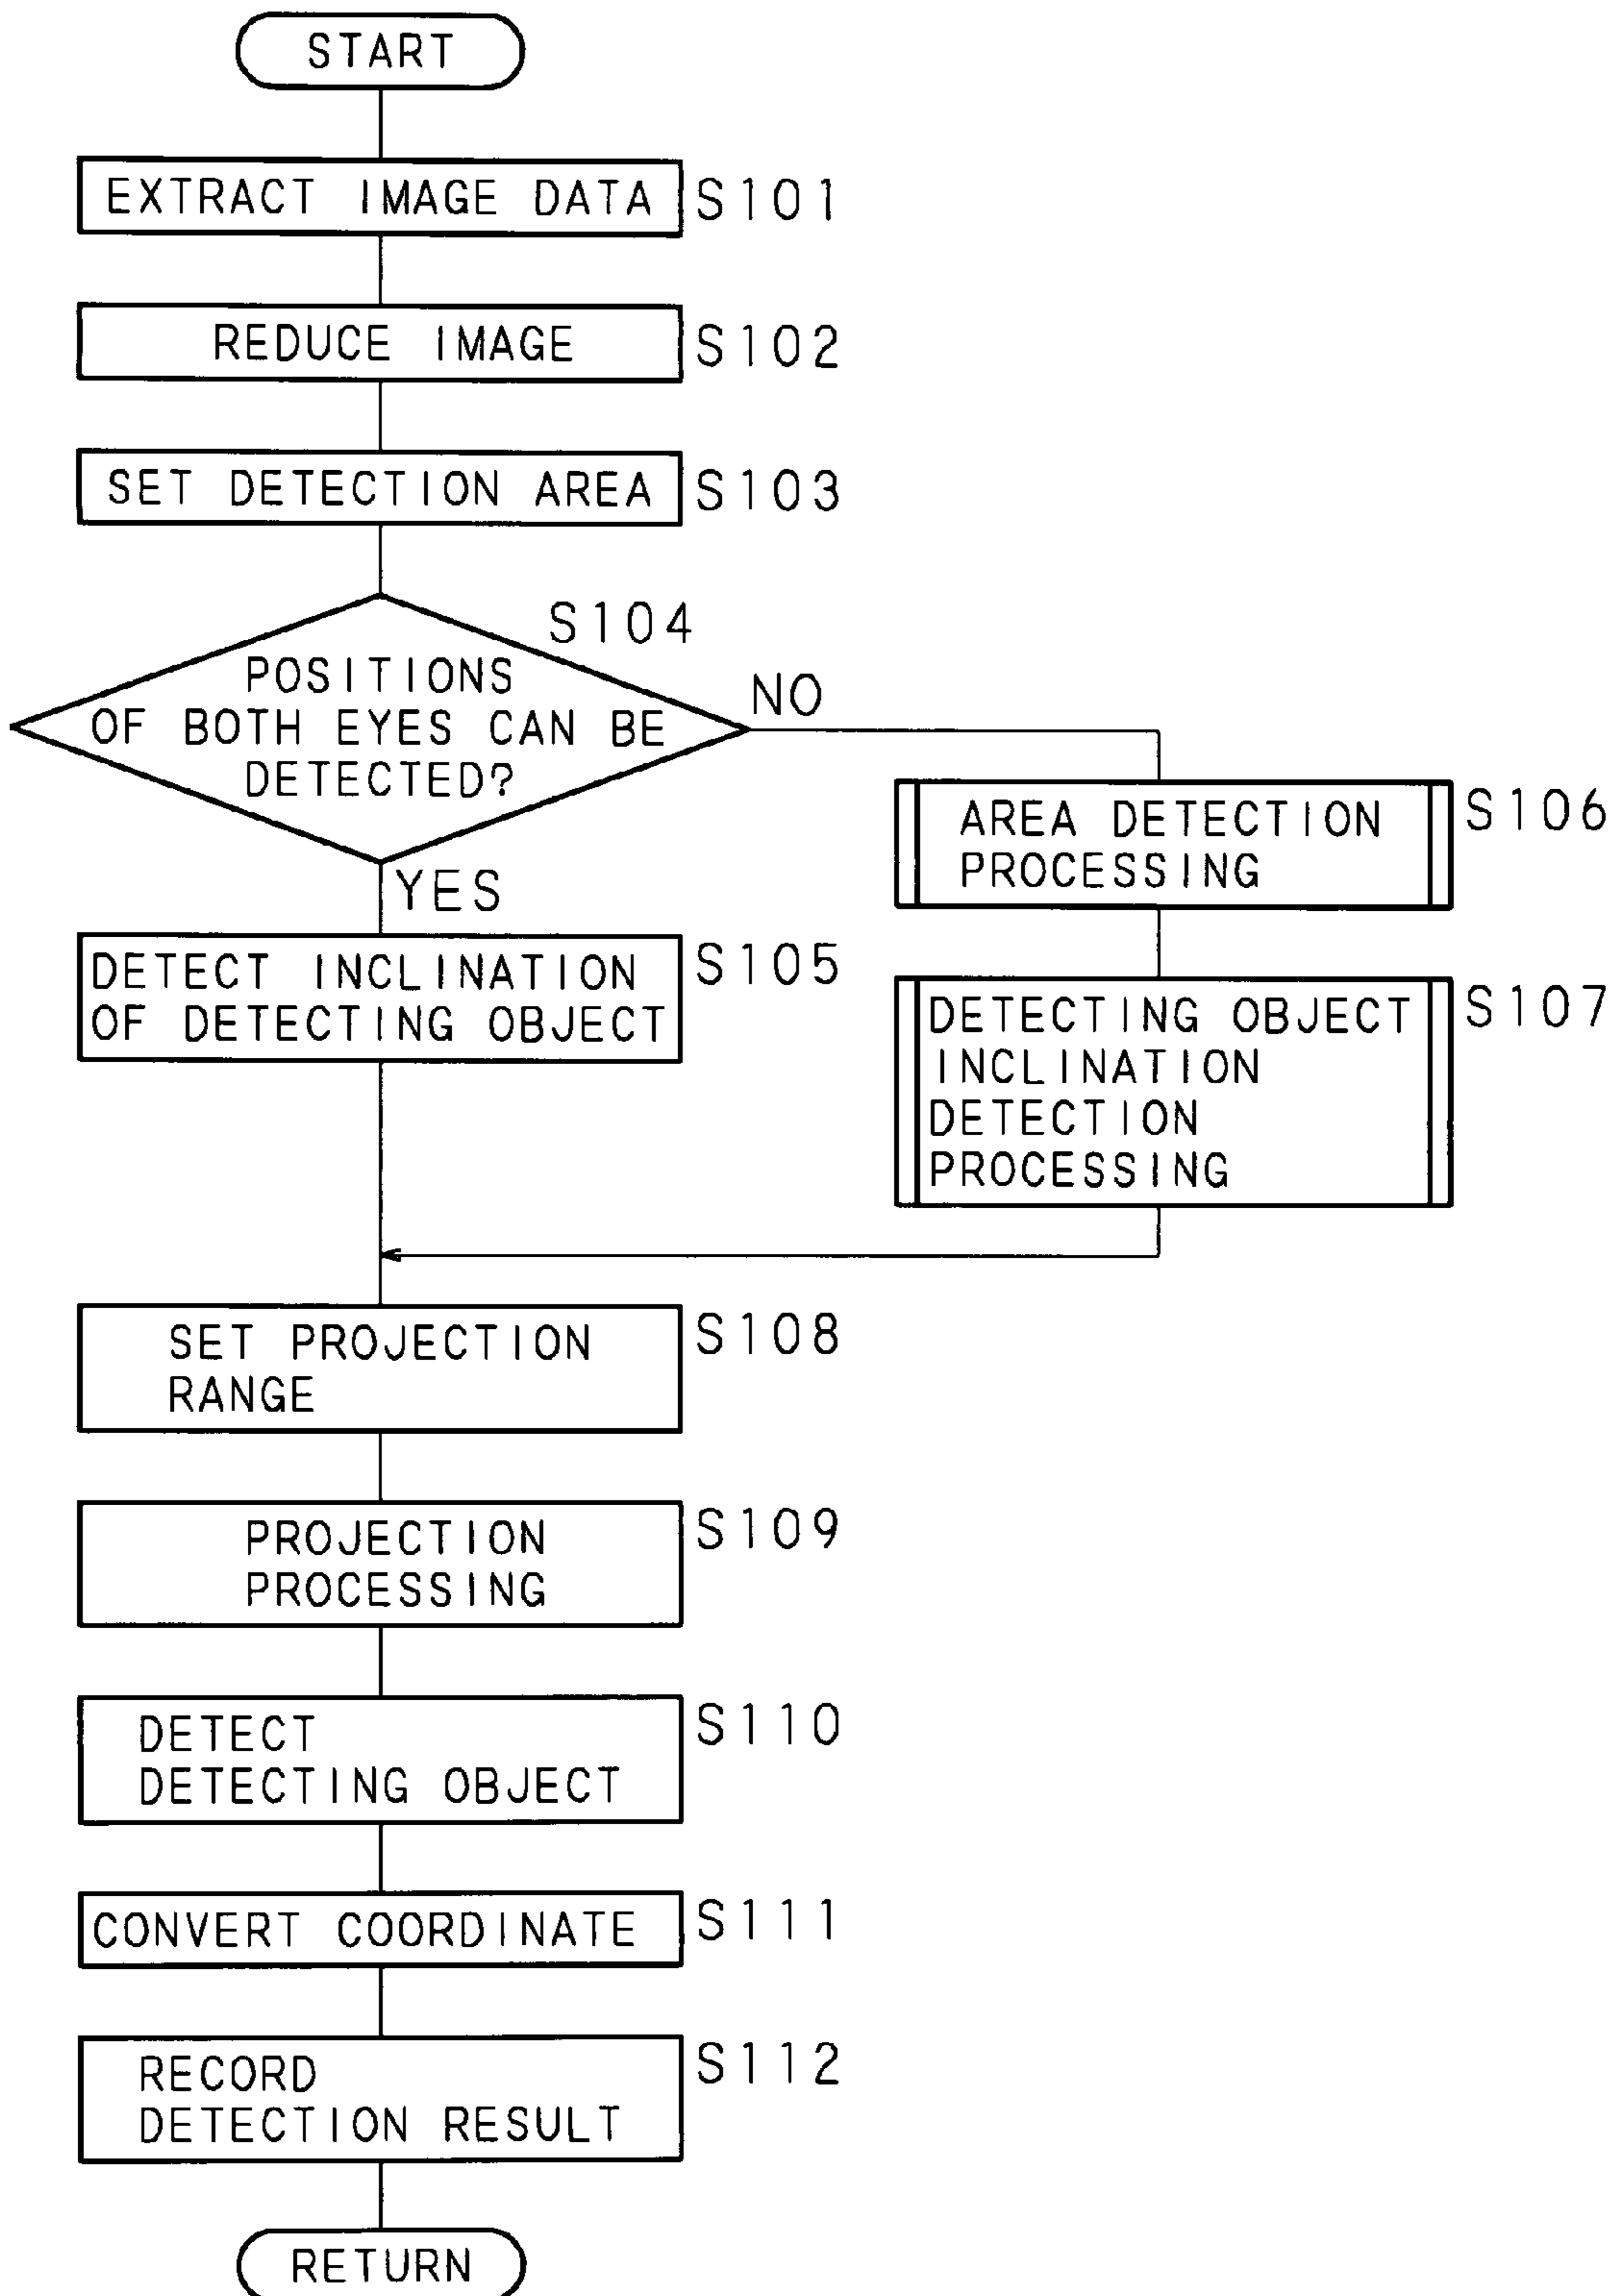 START
EXTRACT IMAGE DATA S101
REDUCE IMAGE S102
SET DETECTION AREA S103
S104
POSITIONS
OF BOTH EYES CAN BE
DETECTED?
NO
YES
AREA DETECTION S106
PROCESSING
DETECT INCLINATION S105
OF DETECTING OBJECT
DETECTING OBJECT S107
INCLINATION
DETECTION
PROCESSING
SET PROJECTION S108
RANGE
PROJECTION S109
PROCESSING
DETECT S110
DETECTING OBJECT
CONVERT COORDINATE S111
RECORD S112
DETECTION RESULT
RETURN